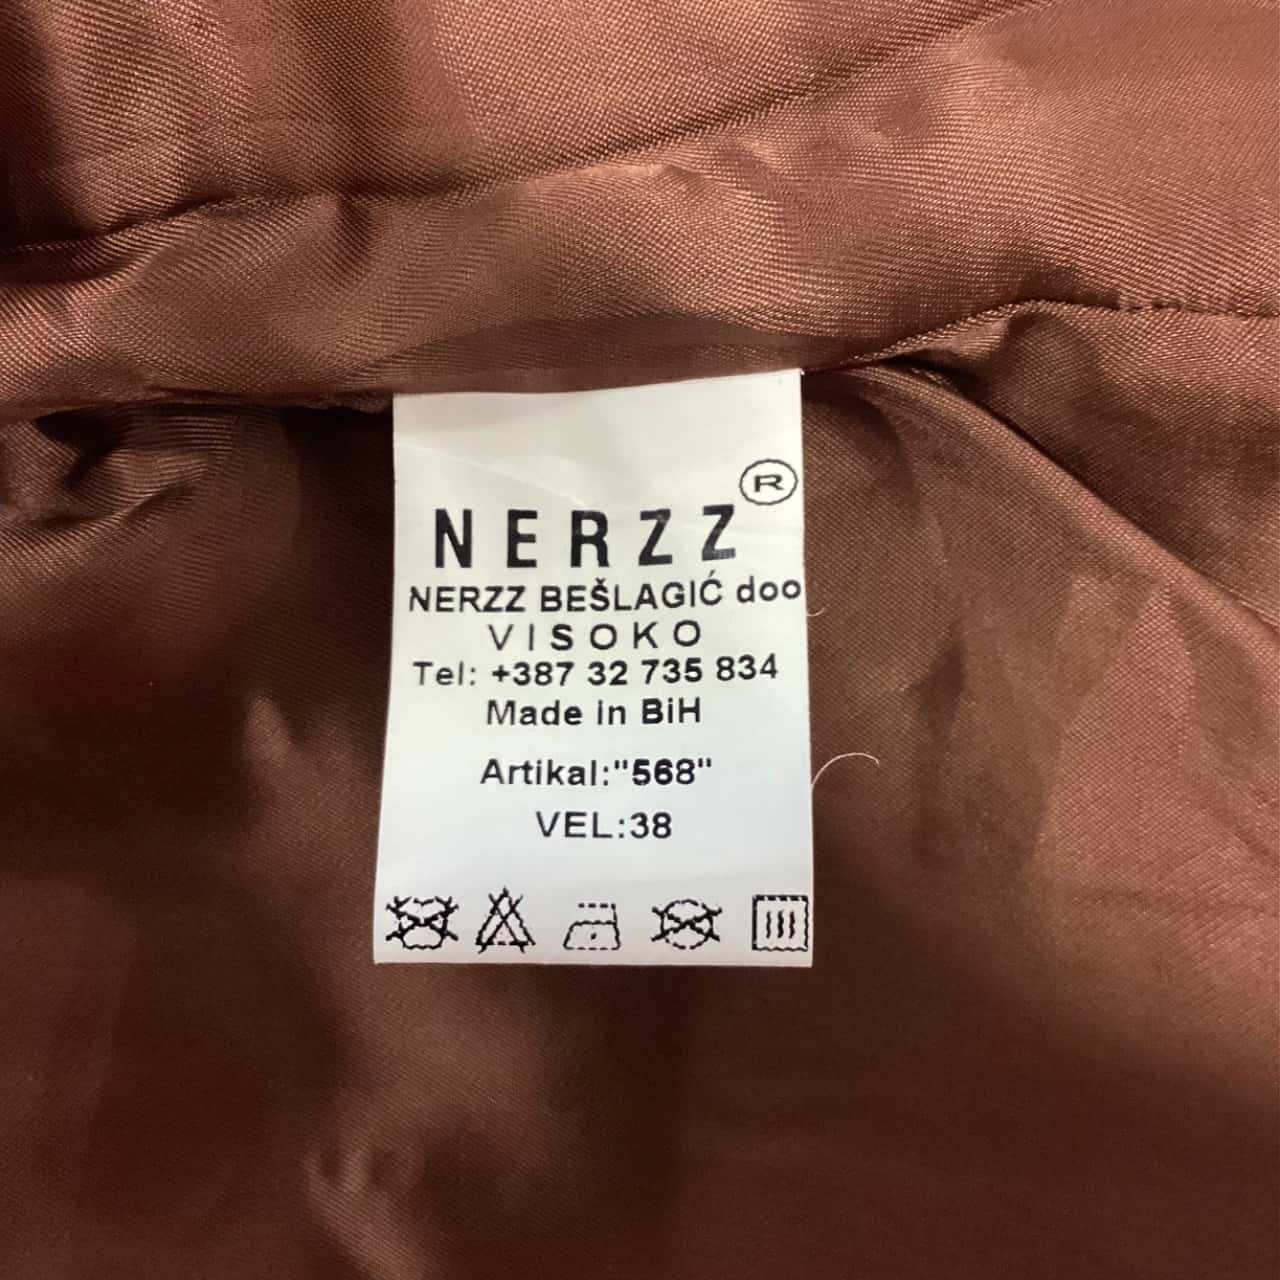 NERZZ ®
NERZZ BEŠLAGIĆ doo
VISOKO
Tel: +387 32 735 834
Made in BiH
Artikal:"568"
VEL:38